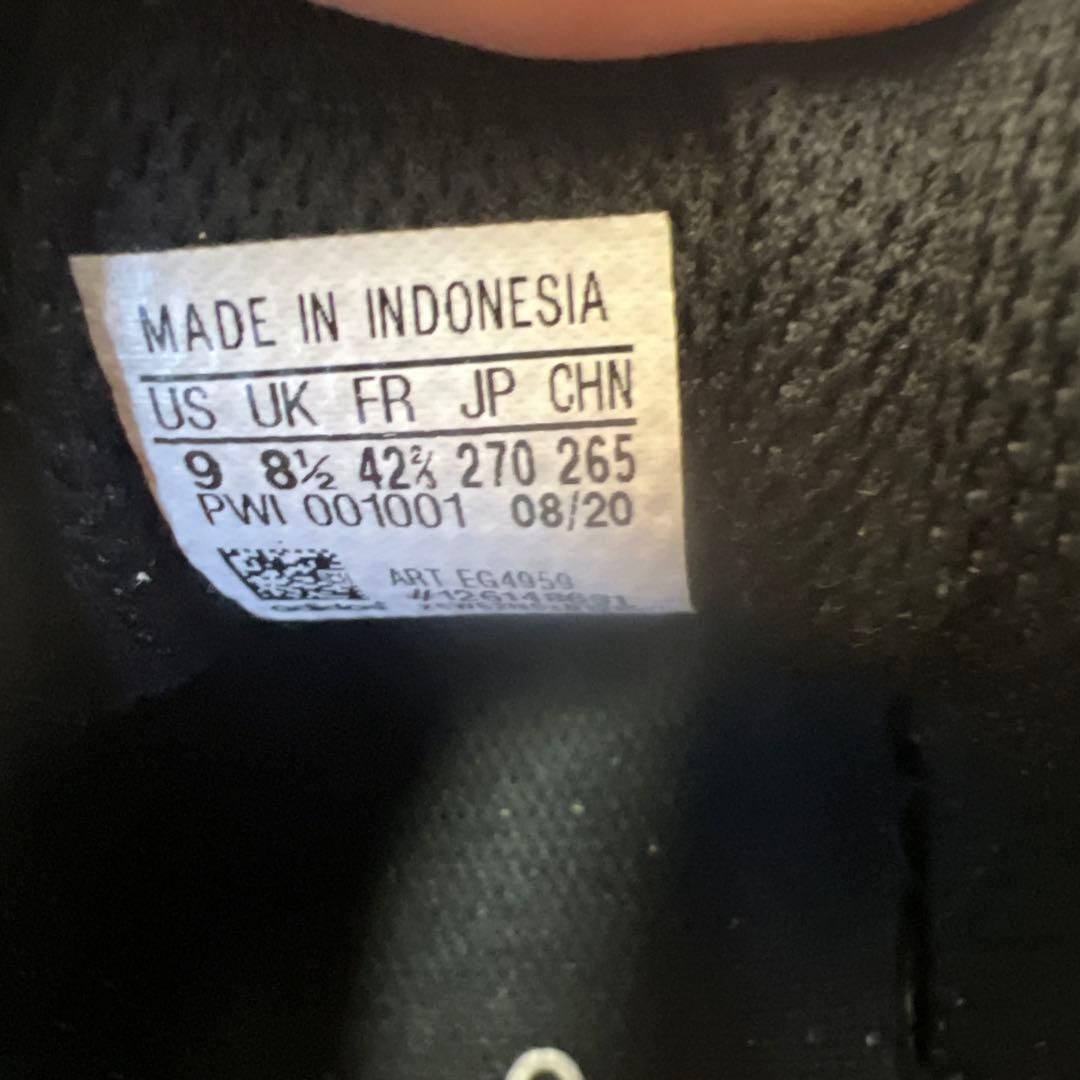 MADE IN INDONESIA
US UK FR JP CHN
9 8½ 42⅔ 270 265
PWI 001001 08/20
ART EG4959
adidas